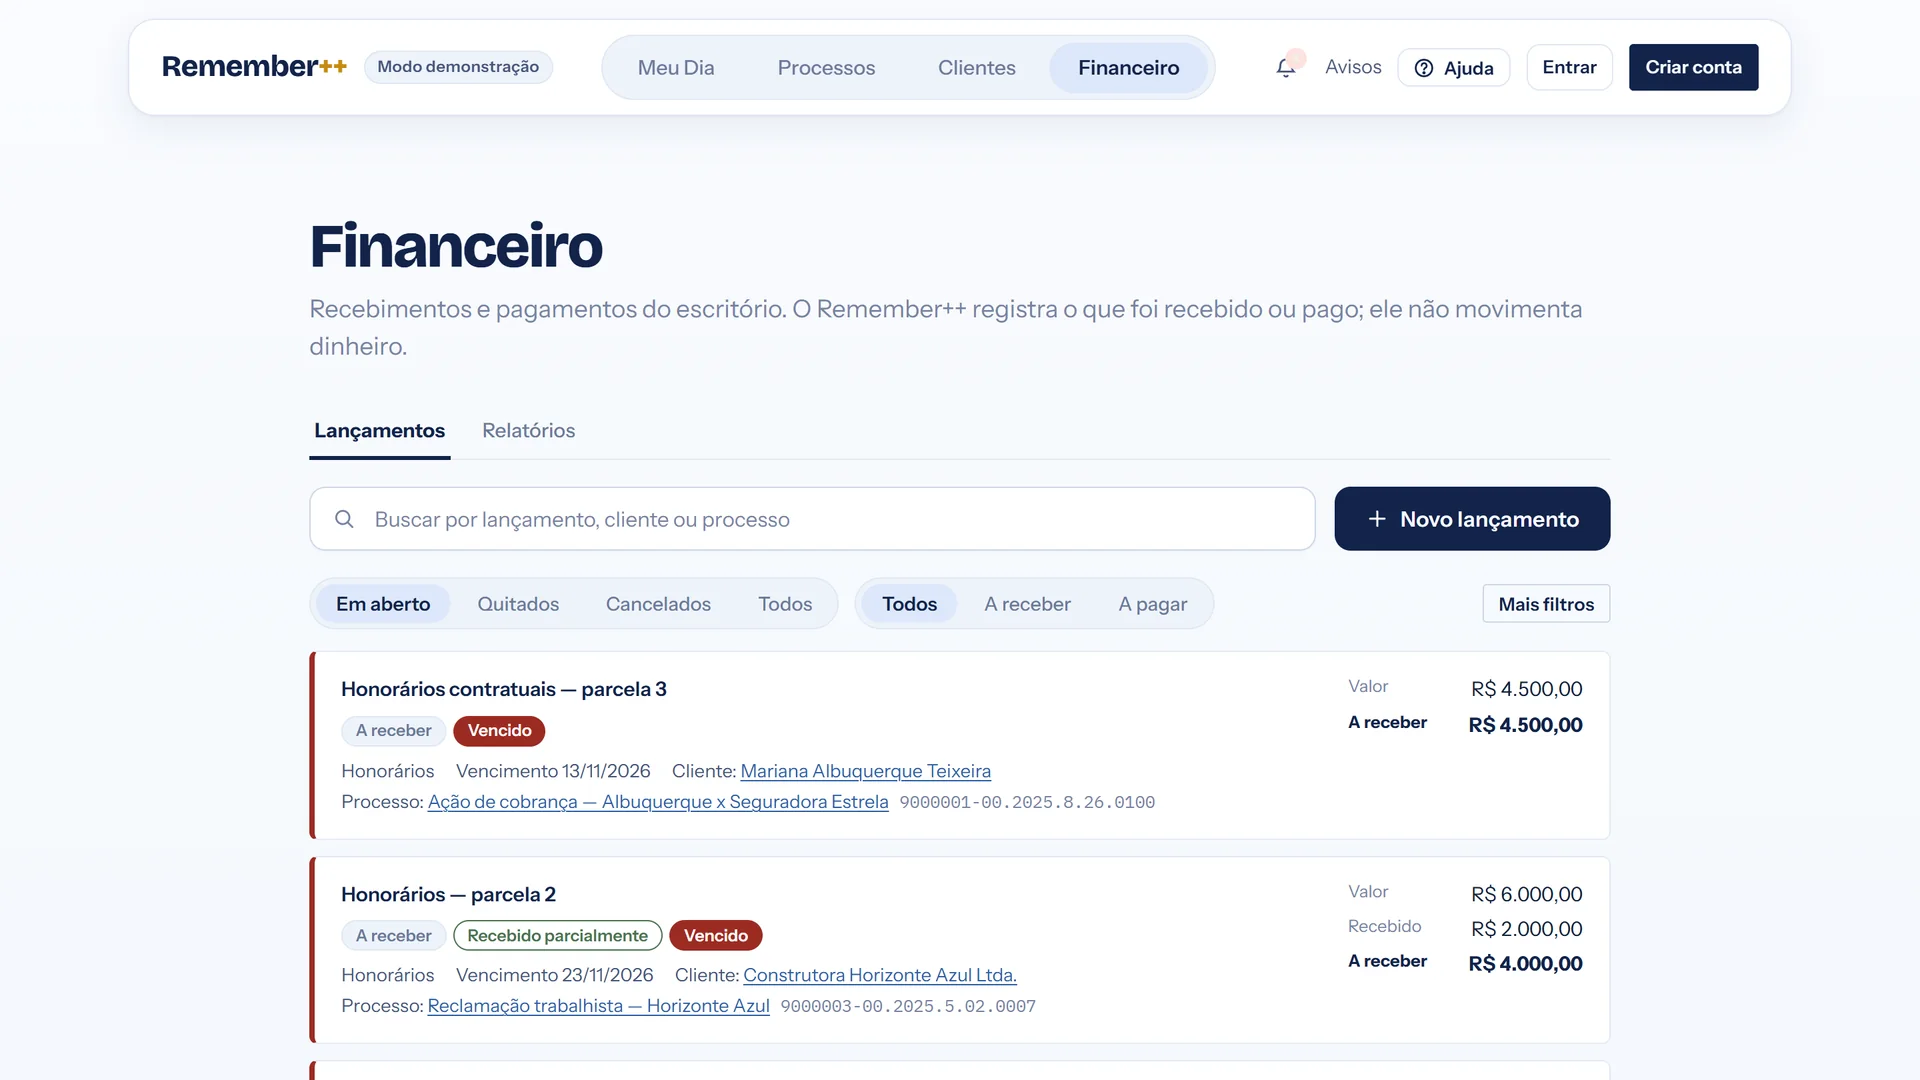 Remember++ Modo demonstração Meu Dia Processos Clientes Financeiro Avisos Ajuda Entrar Criar conta
Financeiro
Recebimentos e pagamentos do escritório. O Remember++ registra o que foi recebido ou pago; ele não movimenta
dinheiro.
Lançamentos Relatórios
Buscar por lançamento, cliente ou processo + Novo lançamento
Em aberto Quitados Cancelados Todos Todos A receber A pagar Mais filtros
Honorários contratuais — parcela 3 Valor R$ 4.500,00
A receber Vencido A receber R$ 4.500,00
Honorários Vencimento 13/11/2026 Cliente: Mariana Albuquerque Teixeira
Processo: Ação de cobrança — Albuquerque x Seguradora Estrela 9000001-00.2025.8.26.0100
Honorários — parcela 2 Valor R$ 6.000,00
A receber Recebido parcialmente Vencido Recebido R$ 2.000,00
A receber R$ 4.000,00
Honorários Vencimento 23/11/2026 Cliente: Construtora Horizonte Azul Ltda.
Processo: Reclamação trabalhista — Horizonte Azul 9000003-00.2025.5.02.0007